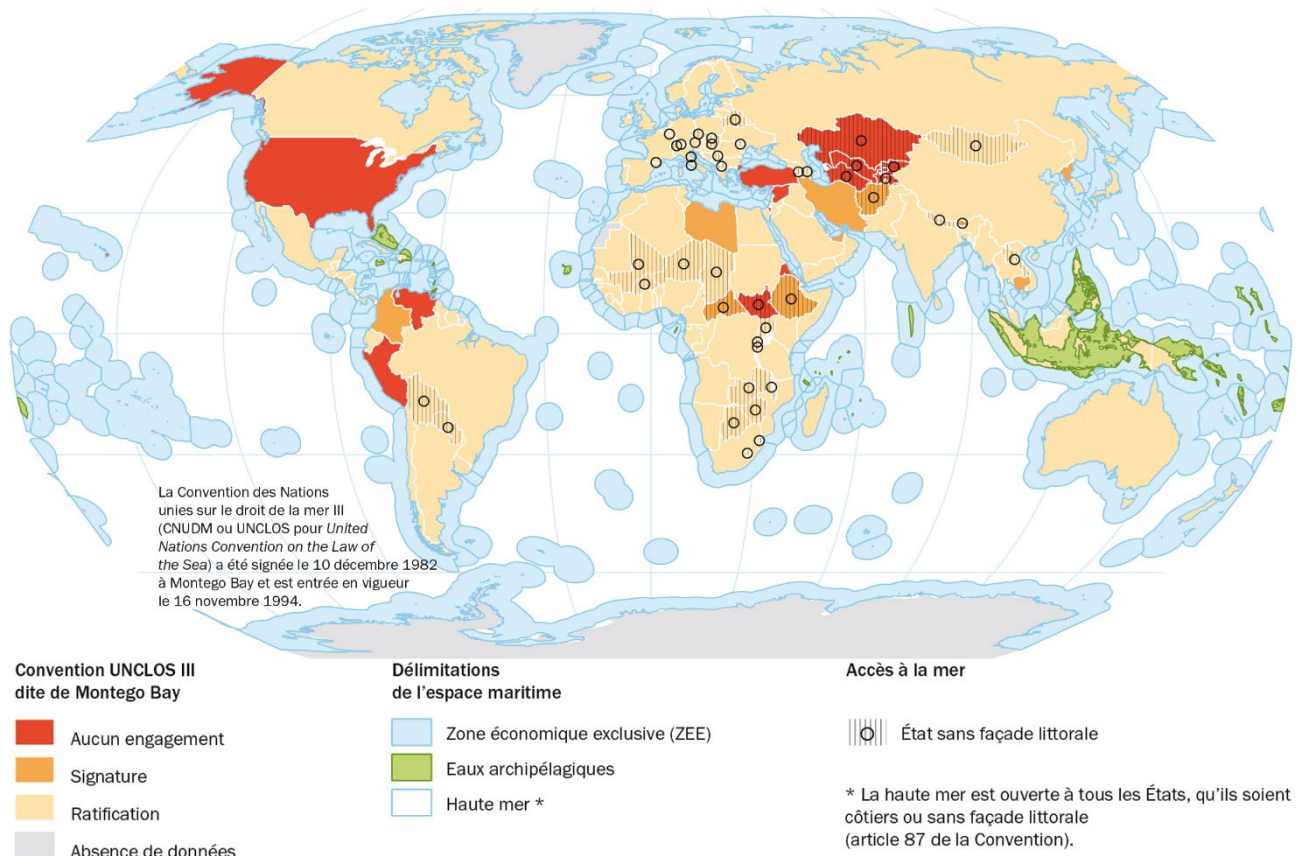 La Convention des Nations
unies sur le droit de la mer III
(CNUDM ou UNCLOS pour United
Nations Convention on the Law of
the Sea) a été signée le 10 décembre 1982
à Montego Bay et est entrée en vigueur
le 16 novembre 1994.
Convention UNCLOS III
dite de Montego Bay
Aucun engagement
Signature
Ratification
Absence de données
Délimitations
de l'espace maritime
Zone économique exclusive (ZEE)
Eaux archipélagiques
Haute mer *
Accès à la mer
État sans façade littorale
* La haute mer est ouverte à tous les États, qu'ils soient
côtiers ou sans façade littorale
(article 87 de la Convention).